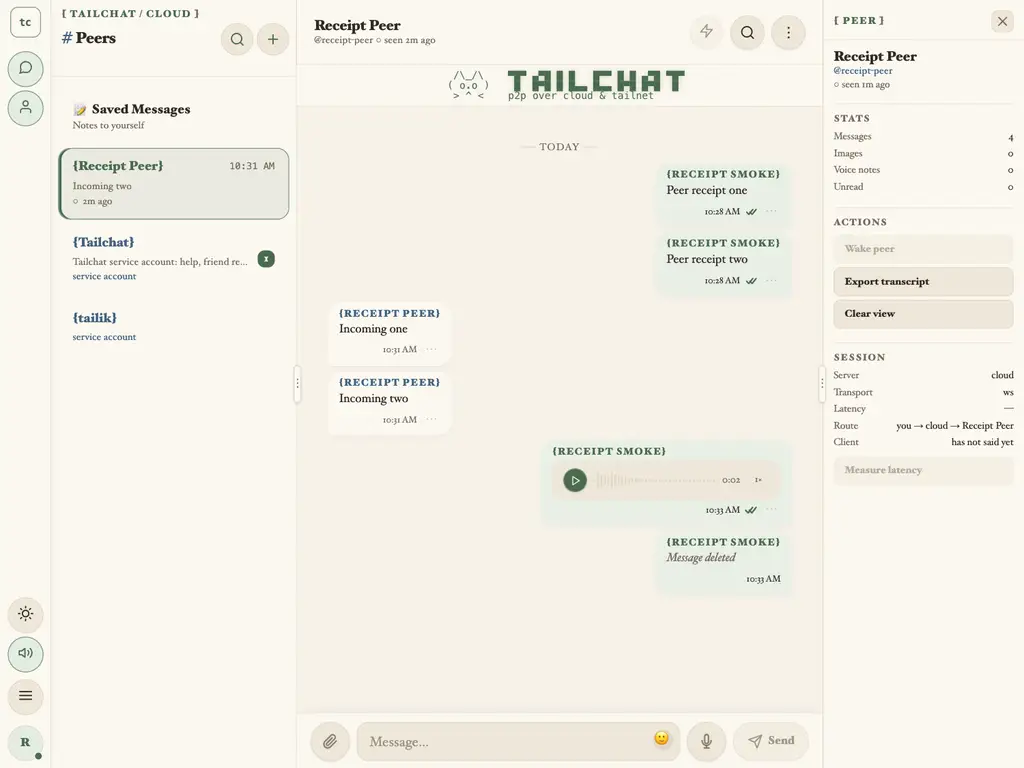 tc
[ TAILCHAT / CLOUD ]
# Peers
📝 Saved Messages
Notes to yourself
{Receipt Peer} 10:31 AM
Incoming two
○ 2m ago
{Tailchat}
Tailchat service account: help, friend re...
service account
{tailik}
service account
R
Receipt Peer
@receipt-peer ○ seen 2m ago
/\_/\
( o.o )
> ^ <
TAILCHAT
p2p over cloud & tailnet
TODAY
{RECEIPT SMOKE}
Peer receipt one
10:28 AM
{RECEIPT SMOKE}
Peer receipt two
10:28 AM
{RECEIPT PEER}
Incoming one
10:31 AM
{RECEIPT PEER}
Incoming two
10:31 AM
{RECEIPT SMOKE}
0:02
10:33 AM
{RECEIPT SMOKE}
Message deleted
10:33 AM
Message...
Send
[ PEER ]
Receipt Peer
@receipt-peer
○ seen 1m ago
STATS
Messages 4
Images 0
Voice notes 0
Unread 0
ACTIONS
Wake peer
Export transcript
Clear view
SESSION
Server cloud
Transport ws
Latency —
Route you → cloud → Receipt Peer
Client has not said yet
Measure latency